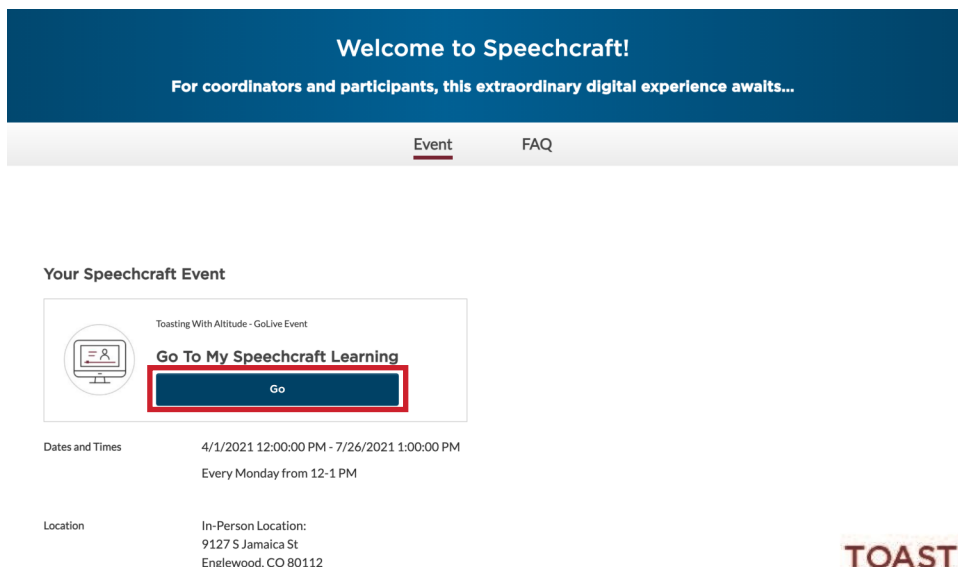 Welcome to Speechcraft!
For coordinators and participants, this extraordinary digital experience awaits...
Event FAQ
Your Speechcraft Event
Toasting With Altitude - GoLive Event
Go To My Speechcraft Learning
Go
Dates and Times 4/1/2021 12:00:00 PM - 7/26/2021 1:00:00 PM
Every Monday from 12-1 PM
Location In-Person Location:
9127 S Jamaica St
Englewood, CO 80112
TOAST